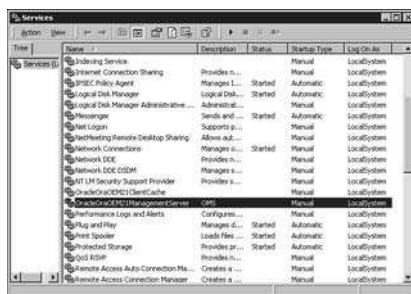 Services
Action View
Tree
Services (L
Name Description Status Startup Type Log On As
Indexing Service Manual LocalSystem
Internet Connection Sharing Provides n... Manual LocalSystem
IPSEC Policy Agent Manages I... Started Automatic LocalSystem
Logical Disk Manager Logical Disk... Started Automatic LocalSystem
Logical Disk Manager Administrative ... Administrat... Manual LocalSystem
Messenger Sends and ... Started Automatic LocalSystem
Net Logon Supports p... Manual LocalSystem
NetMeeting Remote Desktop Sharing Allows aut... Manual LocalSystem
Network Connections Manages o... Started Manual LocalSystem
Network DDE Provides n... Manual LocalSystem
Network DDE DSDM Manages s... Manual LocalSystem
NT LM Security Support Provider Provides s... Manual LocalSystem
OracleOraOEM21ClientCache Manual LocalSystem
OracleOraOEM21ManagementServer OMS Manual LocalSystem
Performance Logs and Alerts Configures... Manual LocalSystem
Plug and Play Manages d... Started Automatic LocalSystem
Print Spooler Loads files ... Started Automatic LocalSystem
Protected Storage Provides pr... Started Automatic LocalSystem
QoS RSVP Provides n... Manual LocalSystem
Remote Access Auto Connection Ma... Creates a ... Manual LocalSystem
Remote Access Connection Manager Creates a ... Manual LocalSystem